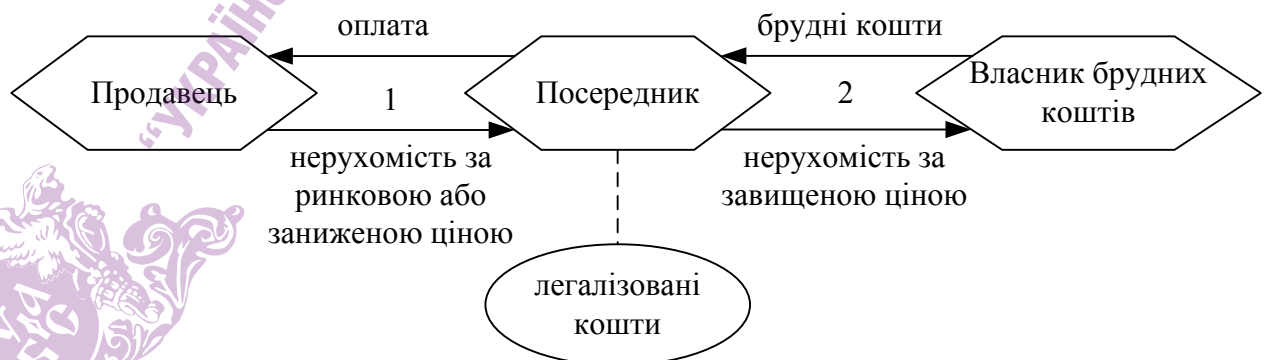 "УКРАЇНС
оплата
брудні кошти
Продавець
1
Посередник
2
Власник брудних
коштів
нерухомість за
ринковою або
заниженою ціною
нерухомість за
завищеною ціною
легалізовані
кошти